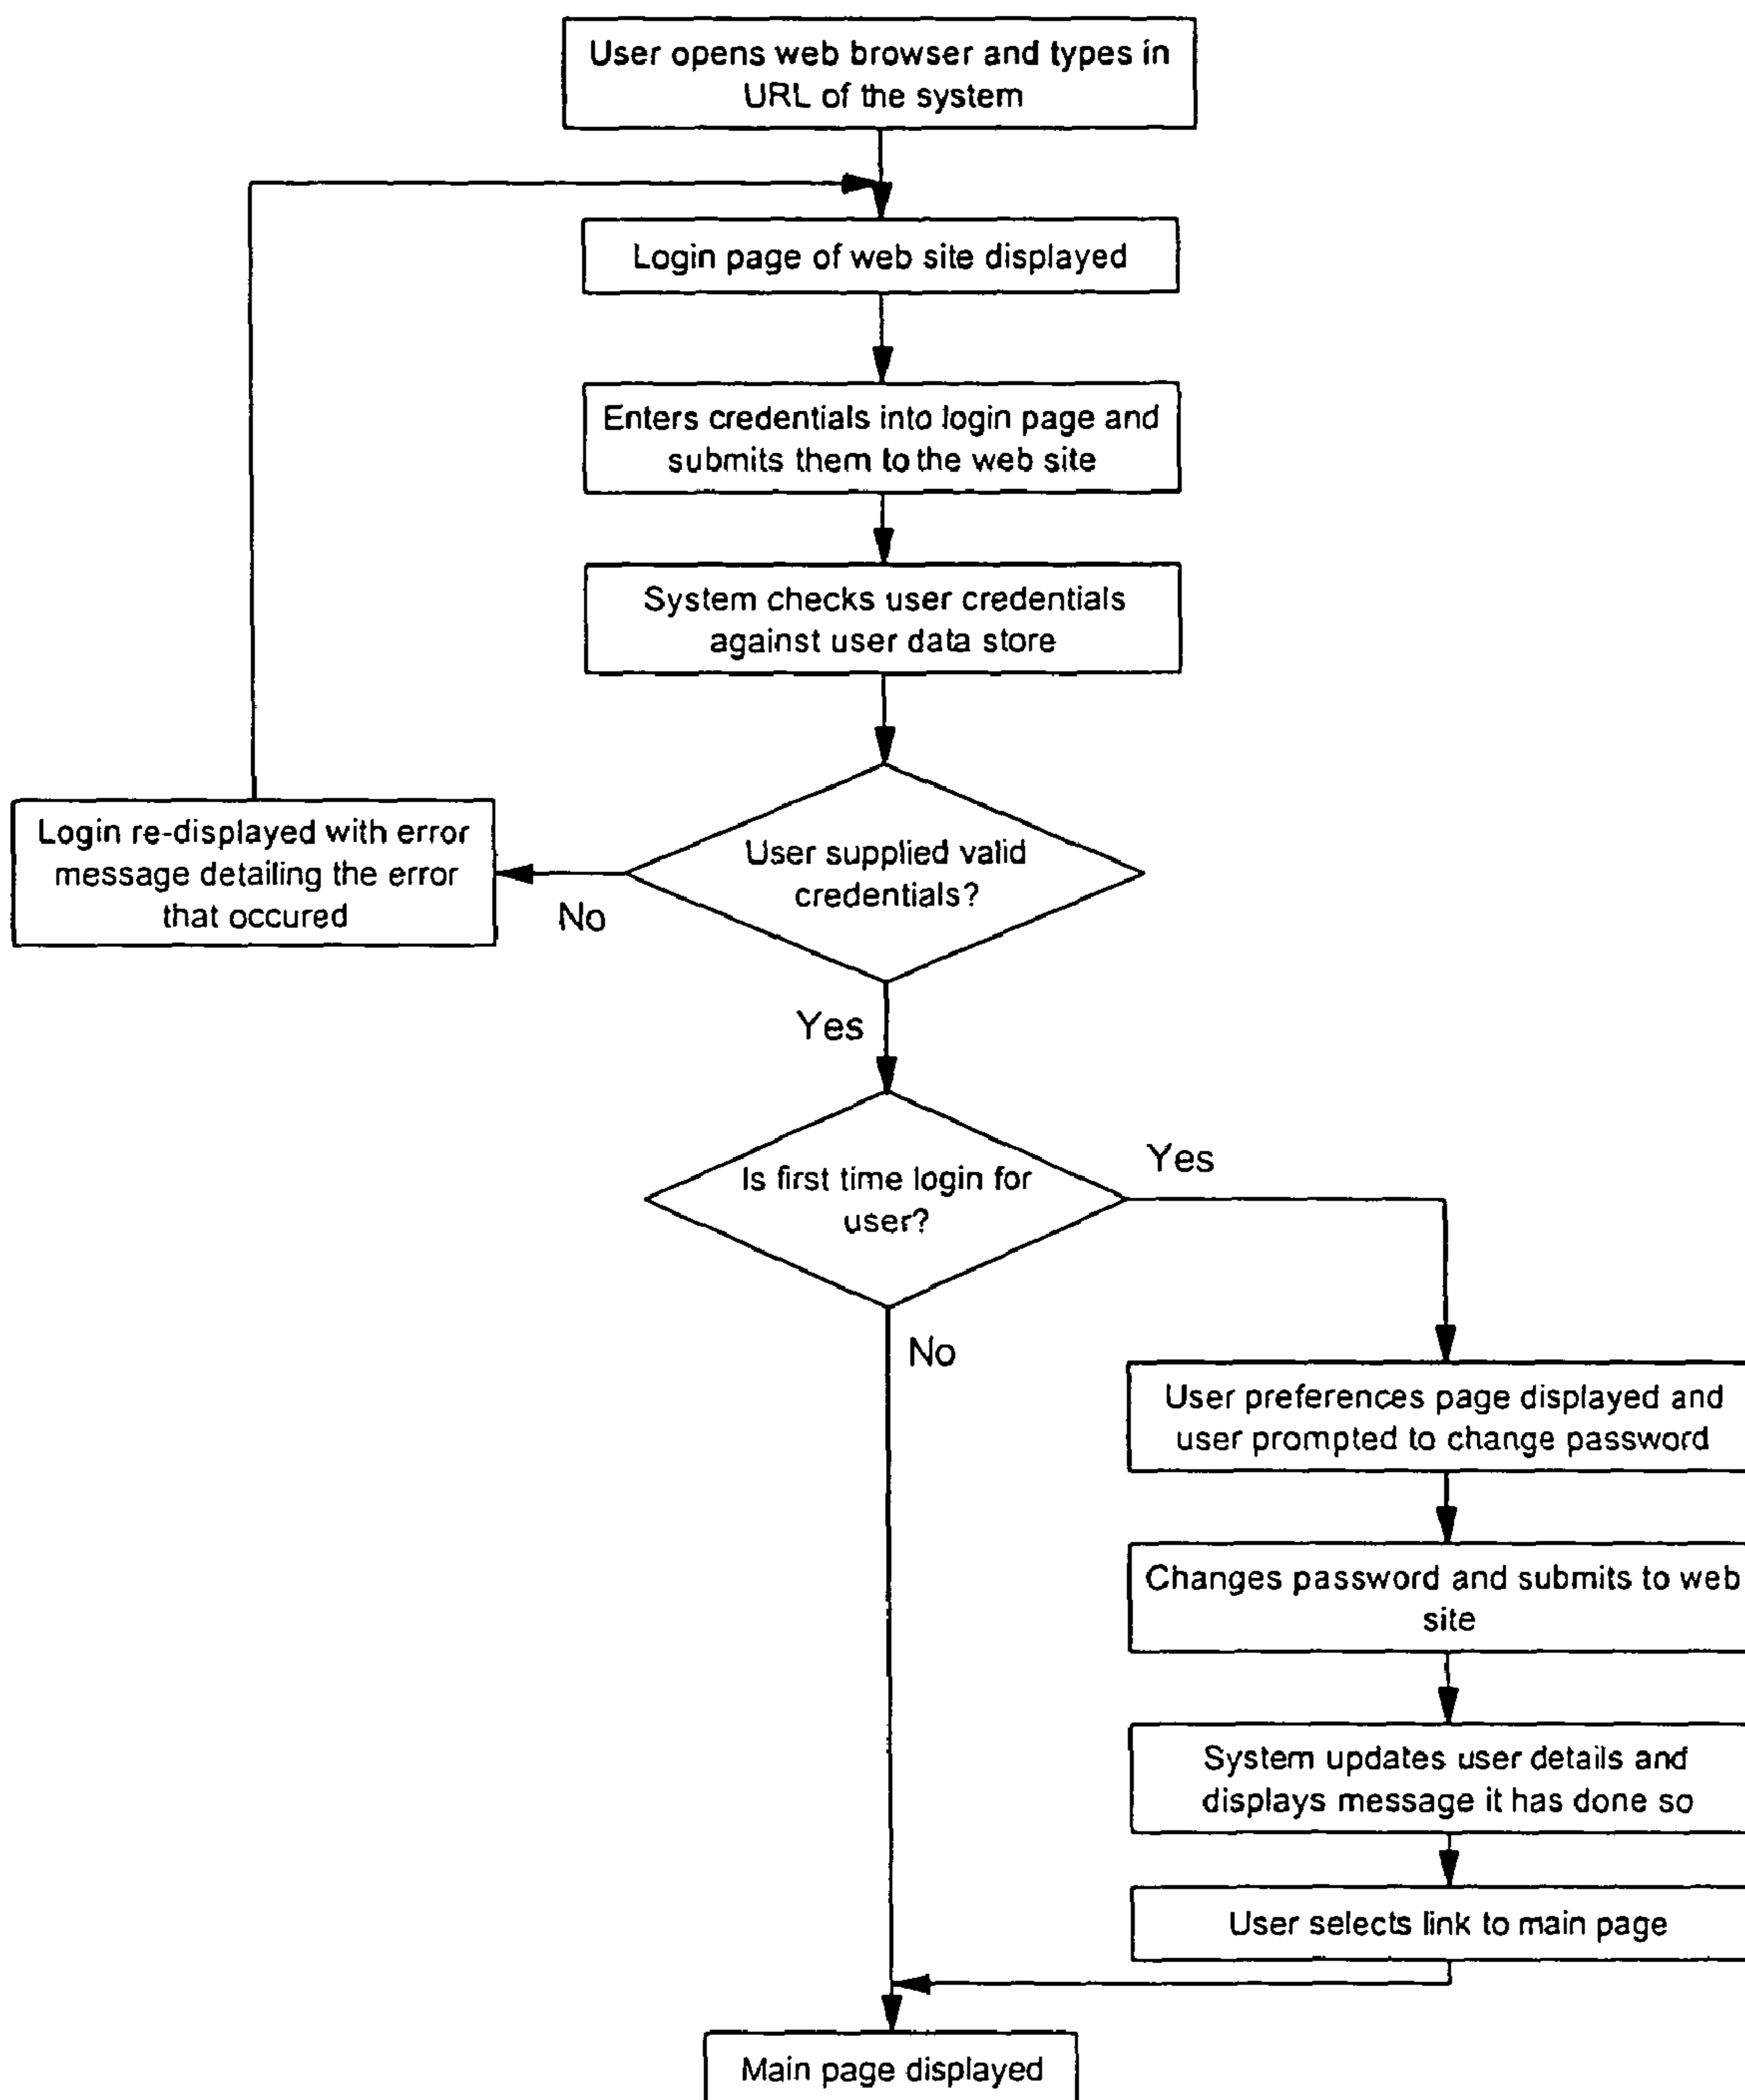 User opens web browser and types in
URL of the system
Login page of web site displayed
Enters credentials into login page and
submits them to the web site
System checks user credentials
against user data store
User supplied valid
credentials?
No
Login re-displayed with error
message detailing the error
that occured
Yes
Is first time login for
user?
Yes
No
User preferences page displayed and
user prompted to change password
Changes password and submits to web
site
System updates user details and
displays message it has done so
User selects link to main page
Main page displayed